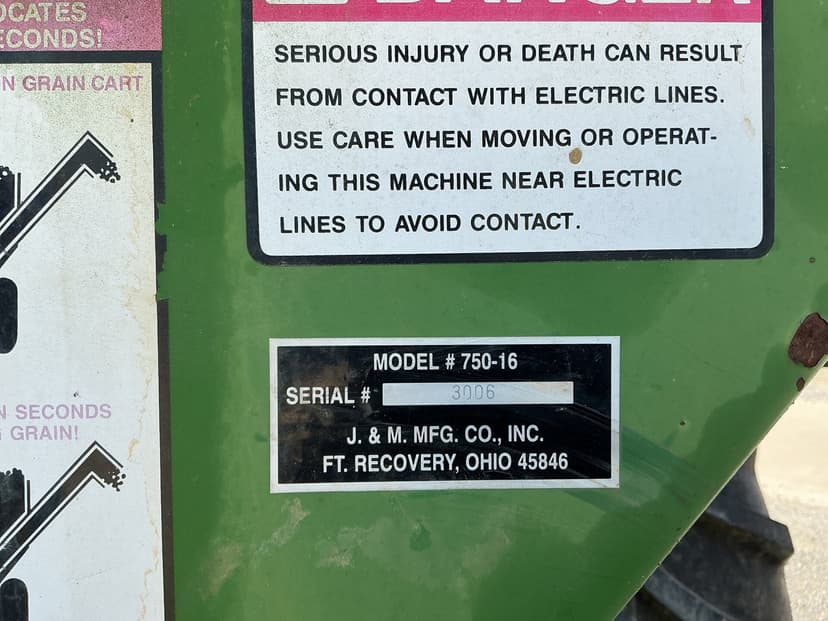 OCATES
ECONDS!
N GRAIN CART
N SECONDS
GRAIN!
DANGER
SERIOUS INJURY OR DEATH CAN RESULT
FROM CONTACT WITH ELECTRIC LINES.
USE CARE WHEN MOVING OR OPERAT-
ING THIS MACHINE NEAR ELECTRIC
LINES TO AVOID CONTACT.
MODEL # 750-16
SERIAL # 3006
J. & M. MFG. CO., INC.
FT. RECOVERY, OHIO 45846